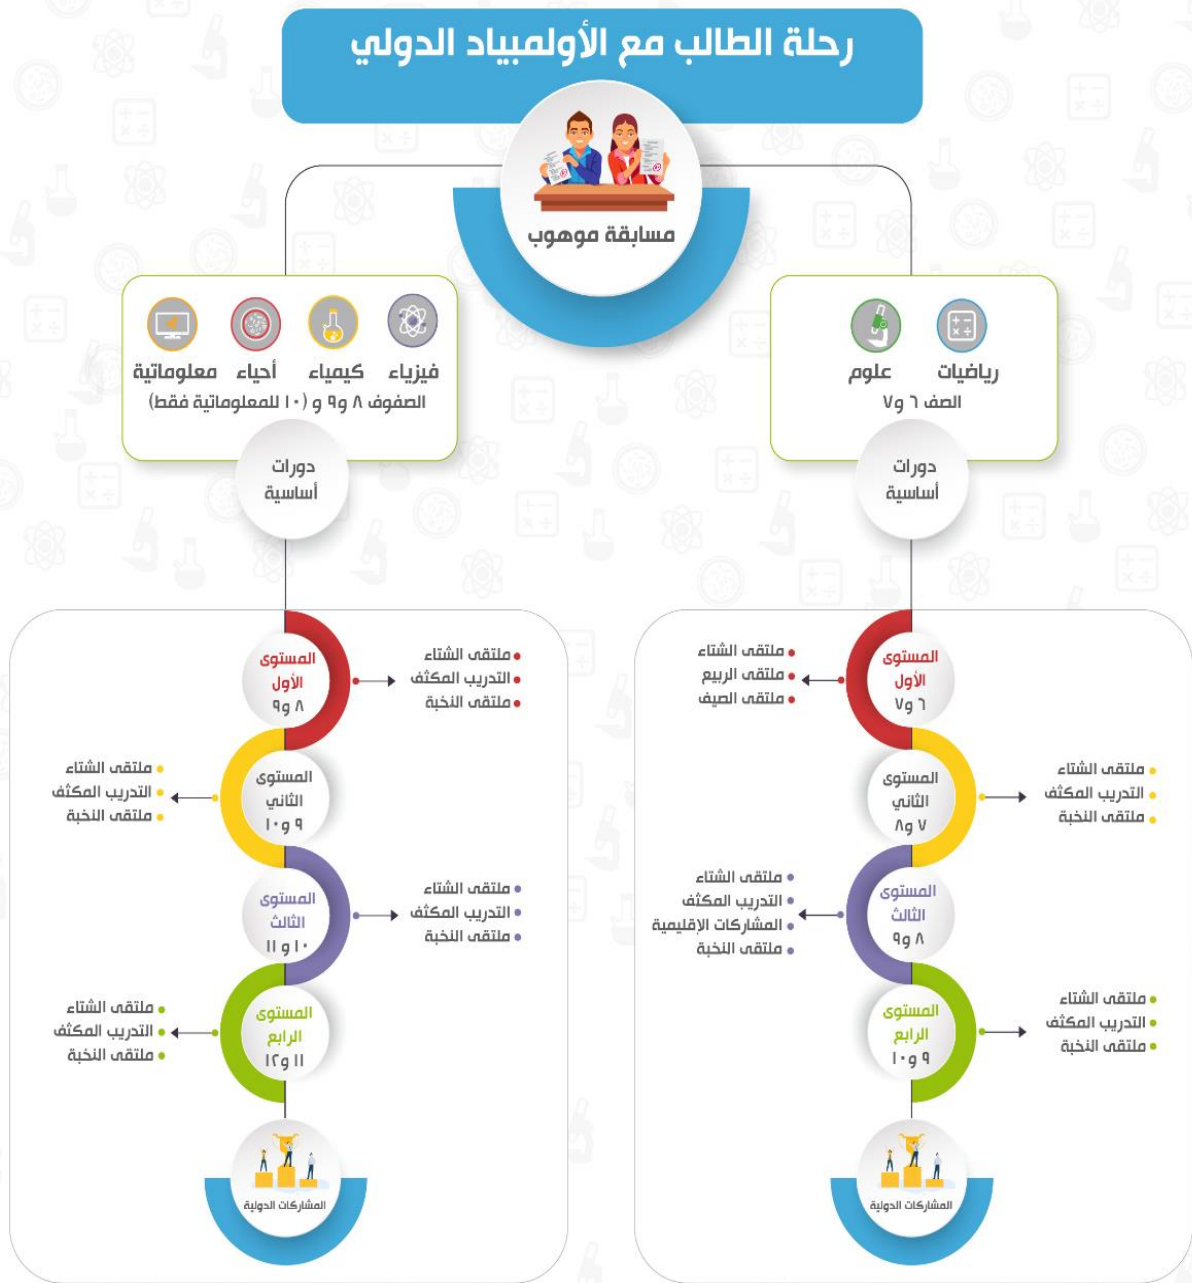 رحلة الطالب مع الأولمبياد الدولي
مسابقة موهوب
رياضيات
علوم
الصف ٦ و٧
دورات
أساسية
المستوى
الأول
٦ و٧
• ملتقى الشتاء
• ملتقى الربيع
• ملتقى الصيف
المستوى
الثاني
٧ و٨
• ملتقى الشتاء
• التدريب المكثف
• ملتقى النخبة
المستوى
الثالث
٨ و٩
• ملتقى الشتاء
• التدريب المكثف
• المشاركات الإقليمية
• ملتقى النخبة
المستوى
الرابع
٩ و١٠
• ملتقى الشتاء
• التدريب المكثف
• ملتقى النخبة
المشاركات الدولية
فيزياء
كيمياء
أحياء
معلوماتية
الصفوف ٨ و٩ و (١٠ للمعلوماتية فقط)
دورات
أساسية
المستوى
الأول
٨ و٩
• ملتقى الشتاء
• التدريب المكثف
• ملتقى النخبة
المستوى
الثاني
٩ و١٠
• ملتقى الشتاء
• التدريب المكثف
• ملتقى النخبة
المستوى
الثالث
١٠ و ١١
• ملتقى الشتاء
• التدريب المكثف
• ملتقى النخبة
المستوى
الرابع
١١ و١٢
• ملتقى الشتاء
• التدريب المكثف
• ملتقى النخبة
المشاركات الدولية